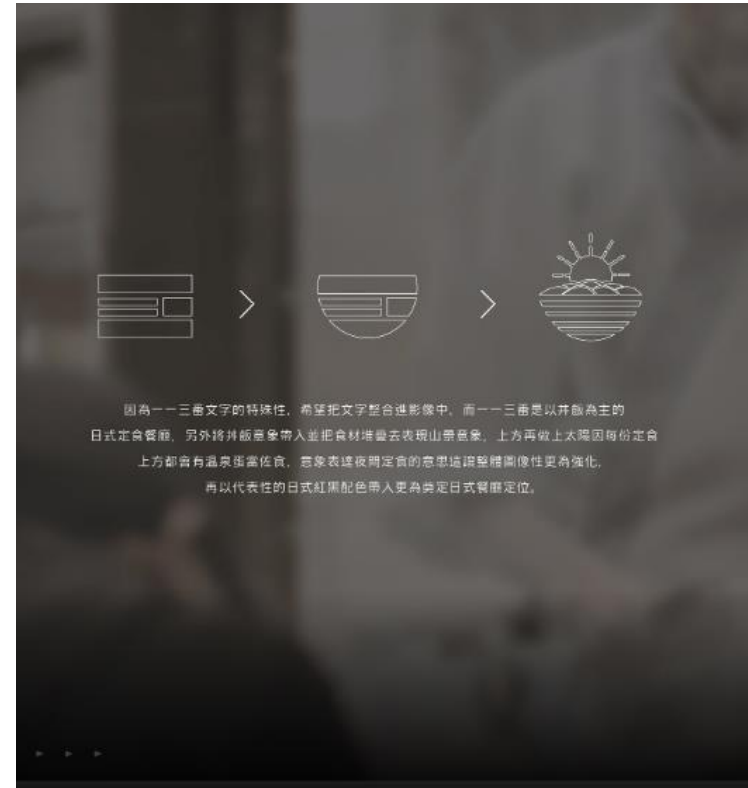 因為一一三番文字的特殊性，希望把文字整合進影像中，而一一三番是以丼飯為主的
日式定食餐廳，另外將丼飯意象帶入並把食材堆疊去表現山景意象，上方再做上太陽因每份定食
上方都會有溫泉蛋當佐食，意象表達夜間定食的意思這讓整體圖像性更為強化，
再以代表性的日式紅黑配色帶入更為奠定日式餐廳定位。